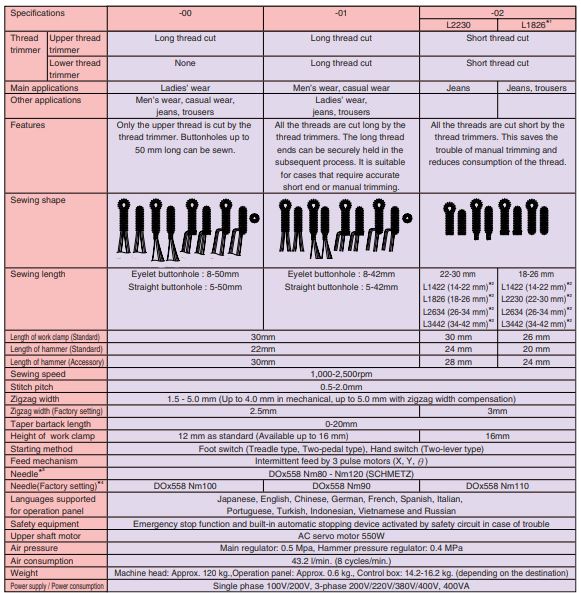 Specifications -00 -01 -02
L2230 L1826*1
Thread trimmer Upper thread trimmer Long thread cut Long thread cut Short thread cut
Lower thread trimmer None Long thread cut Short thread cut
Main applications Ladies' wear Men's wear, casual wear Jeans Jeans, trousers
Other applications Men's wear, casual wear, Ladies' wear,
jeans, trousers jeans, trousers
Features Only the upper thread is cut by the All the threads are cut long by the All the threads are cut short by the
thread trimmer. Buttonholes up to thread trimmers. The long thread thread trimmers. This saves the
50 mm long can be sewn. ends can be securely held in the trouble of manual trimming and
subsequent process. It is suitable reduces consumption of the thread.
for cases that require accurate
short end or manual trimming.
Sewing shape
Sewing length Eyelet buttonhole : 8-50mm Eyelet buttonhole : 8-42mm 22-30 mm 18-26 mm
Straight buttonhole : 5-50mm Straight buttonhole : 5-42mm L1422 (14-22 mm)*2 L1422 (14-22 mm)*2
L1826 (18-26 mm)*2 L2230 (22-30 mm)*2
L2634 (26-34 mm)*2 L2634 (26-34 mm)*2
L3442 (34-42 mm)*2 L3442 (34-42 mm)*2
Length of work clamp (Standard) 30mm 30 mm 26 mm
Length of hammer (Standard) 22mm 24 mm 20 mm
Length of hammer (Accessory) 30mm 28 mm 24 mm
Sewing speed 1,000-2,500rpm
Stitch pitch 0.5-2.0mm
Zigzag width 1.5 - 5.0 mm (Up to 4.0 mm in mechanical, up to 5.0 mm with zigzag width compensation)
Zigzag width (Factory setting) 2.5mm 3mm
Taper bartack length 0-20mm
Height of work clamp 12 mm as standard (Available up to 16 mm) 16mm
Starting method Foot switch (Treadle type, Two-pedal type), Hand switch (Two-lever type)
Feed mechanism Intermittent feed by 3 pulse motors (X, Y, θ)
Needle*3 DOx558 Nm80 - Nm120 (SCHMETZ)
Needle(Factory setting)*4 DOx558 Nm100 DOx558 Nm90 DOx558 Nm110
Languages supported Japanese, English, Chinese, German, French, Spanish, Italian,
for operation panel Portuguese, Turkish, Indonesian, Vietnamese and Russian
Safety equipment Emergency stop function and built-in automatic stopping device activated by safety circuit in case of trouble
Upper shaft motor AC servo motor 550W
Air pressure Main regulator: 0.5 Mpa, Hammer pressure regulator: 0.4 MPa
Air consumption 43.2 l/min. (8 cycles/min.)
Weight Machine head: Approx. 120 kg.,Operation panel: Approx. 0.6 kg., Control box: 14.2-16.2 kg. (depending on the destination)
Power supply / Power consumption Single phase 100V/200V, 3-phase 200V/220V/380V/400V, 400VA